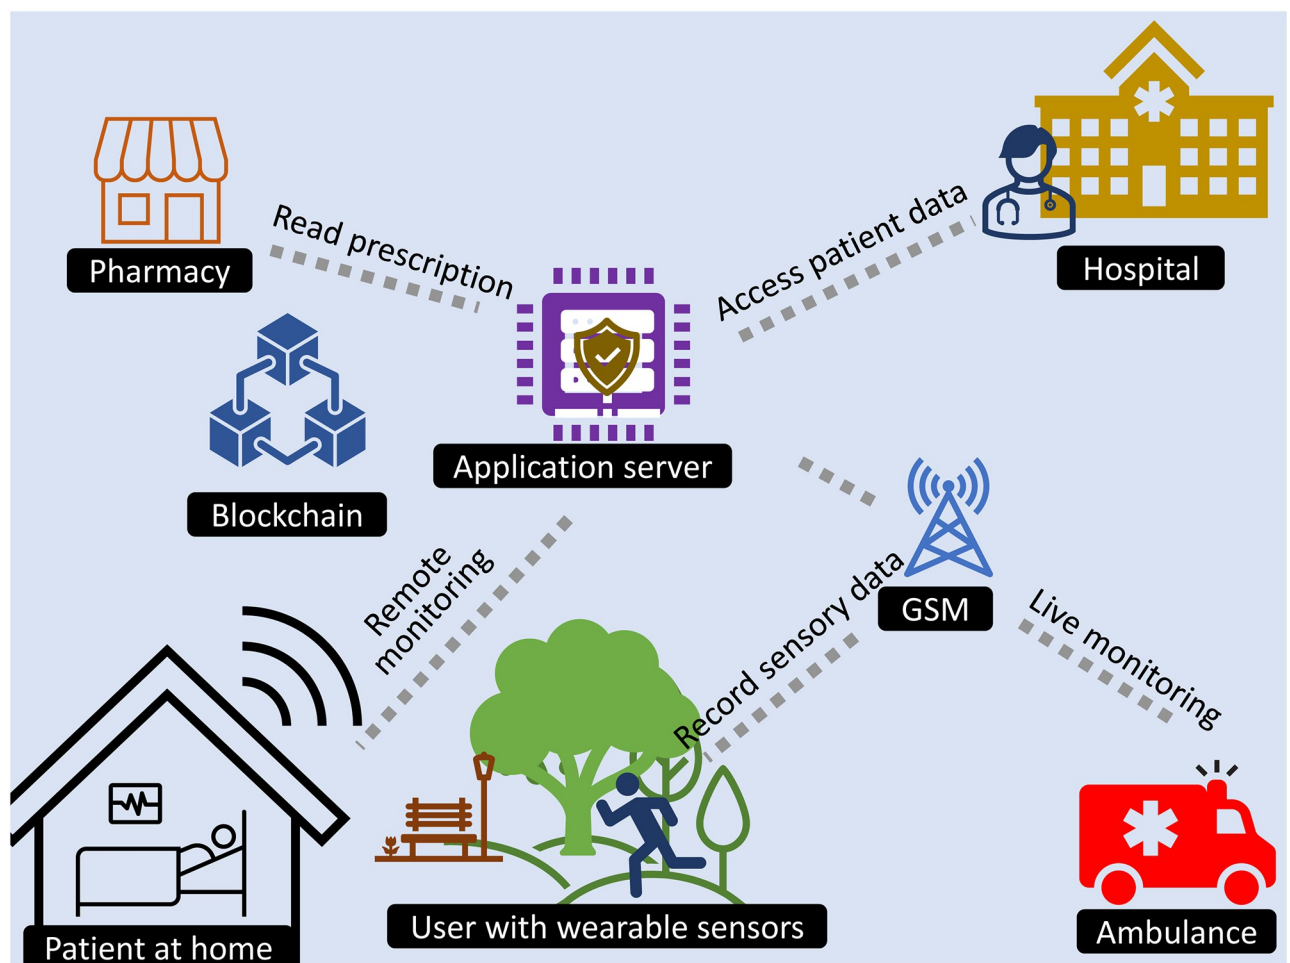 Read prescription
Access patient data
Pharmacy
Hospital
Application server
Blockchain
Remote
monitoring
Record sensory data
GSM
Live monitoring
User with wearable sensors
Ambulance
Patient at home